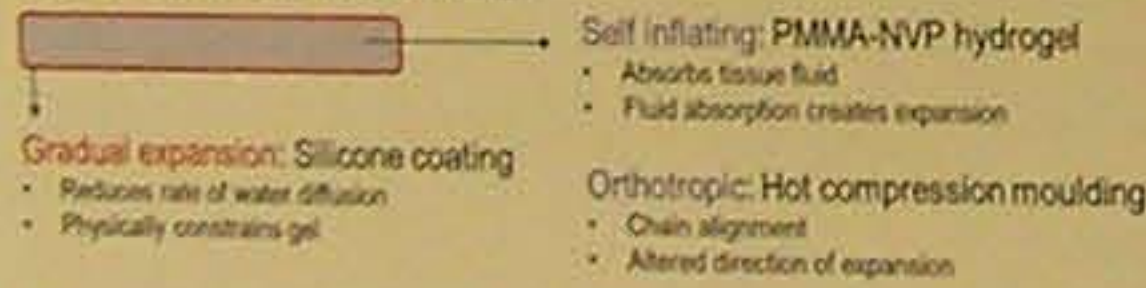 Self inflating: PMMA-NVP hydrogel
• Absorbs tissue fluid
• Fluid absorption creates expansion
Gradual expansion: Silicone coating
• Reduces rate of water diffusion
• Physically constrains gel
Orthotropic: Hot compression moulding
• Chain alignment
• Altered direction of expansion